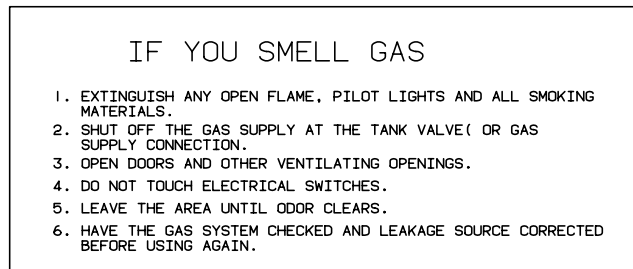 IF YOU SMELL GAS
1. EXTINGUISH ANY OPEN FLAME, PILOT LIGHTS AND ALL SMOKING
MATERIALS.
2. SHUT OFF THE GAS SUPPLY AT THE TANK VALVE( OR GAS
SUPPLY CONNECTION.
3. OPEN DOORS AND OTHER VENTILATING OPENINGS.
4. DO NOT TOUCH ELECTRICAL SWITCHES.
5. LEAVE THE AREA UNTIL ODOR CLEARS.
6. HAVE THE GAS SYSTEM CHECKED AND LEAKAGE SOURCE CORRECTED
BEFORE USING AGAIN.